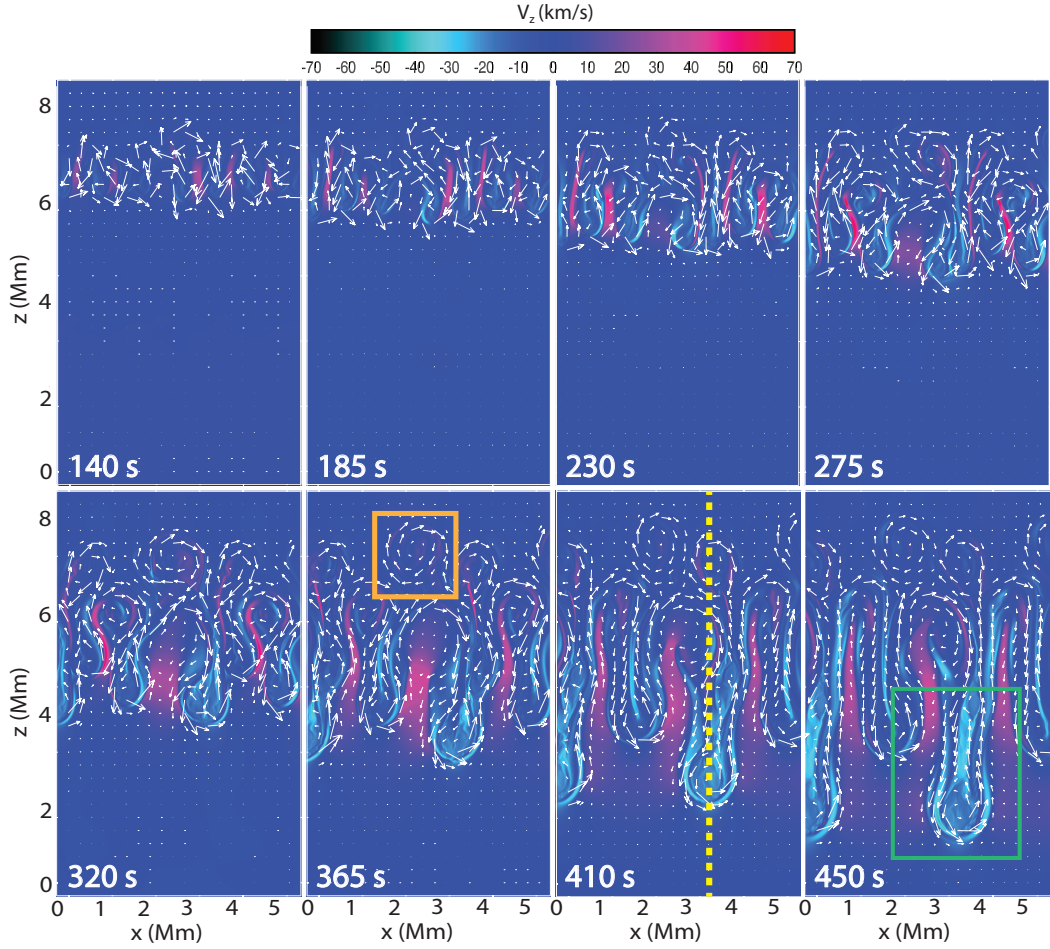 V_z (km/s)
-70 -60 -50 -40 -30 -20 -10 0 10 20 30 40 50 60 70
z (Mm)
8
6
4
2
0
140 s
185 s
230 s
275 s
z (Mm)
8
6
4
2
0
320 s
365 s
410 s
450 s
0 1 2 3 4 5 0 1 2 3 4 5 0 1 2 3 4 5 0 1 2 3 4 5
x (Mm) x (Mm) x (Mm) x (Mm)